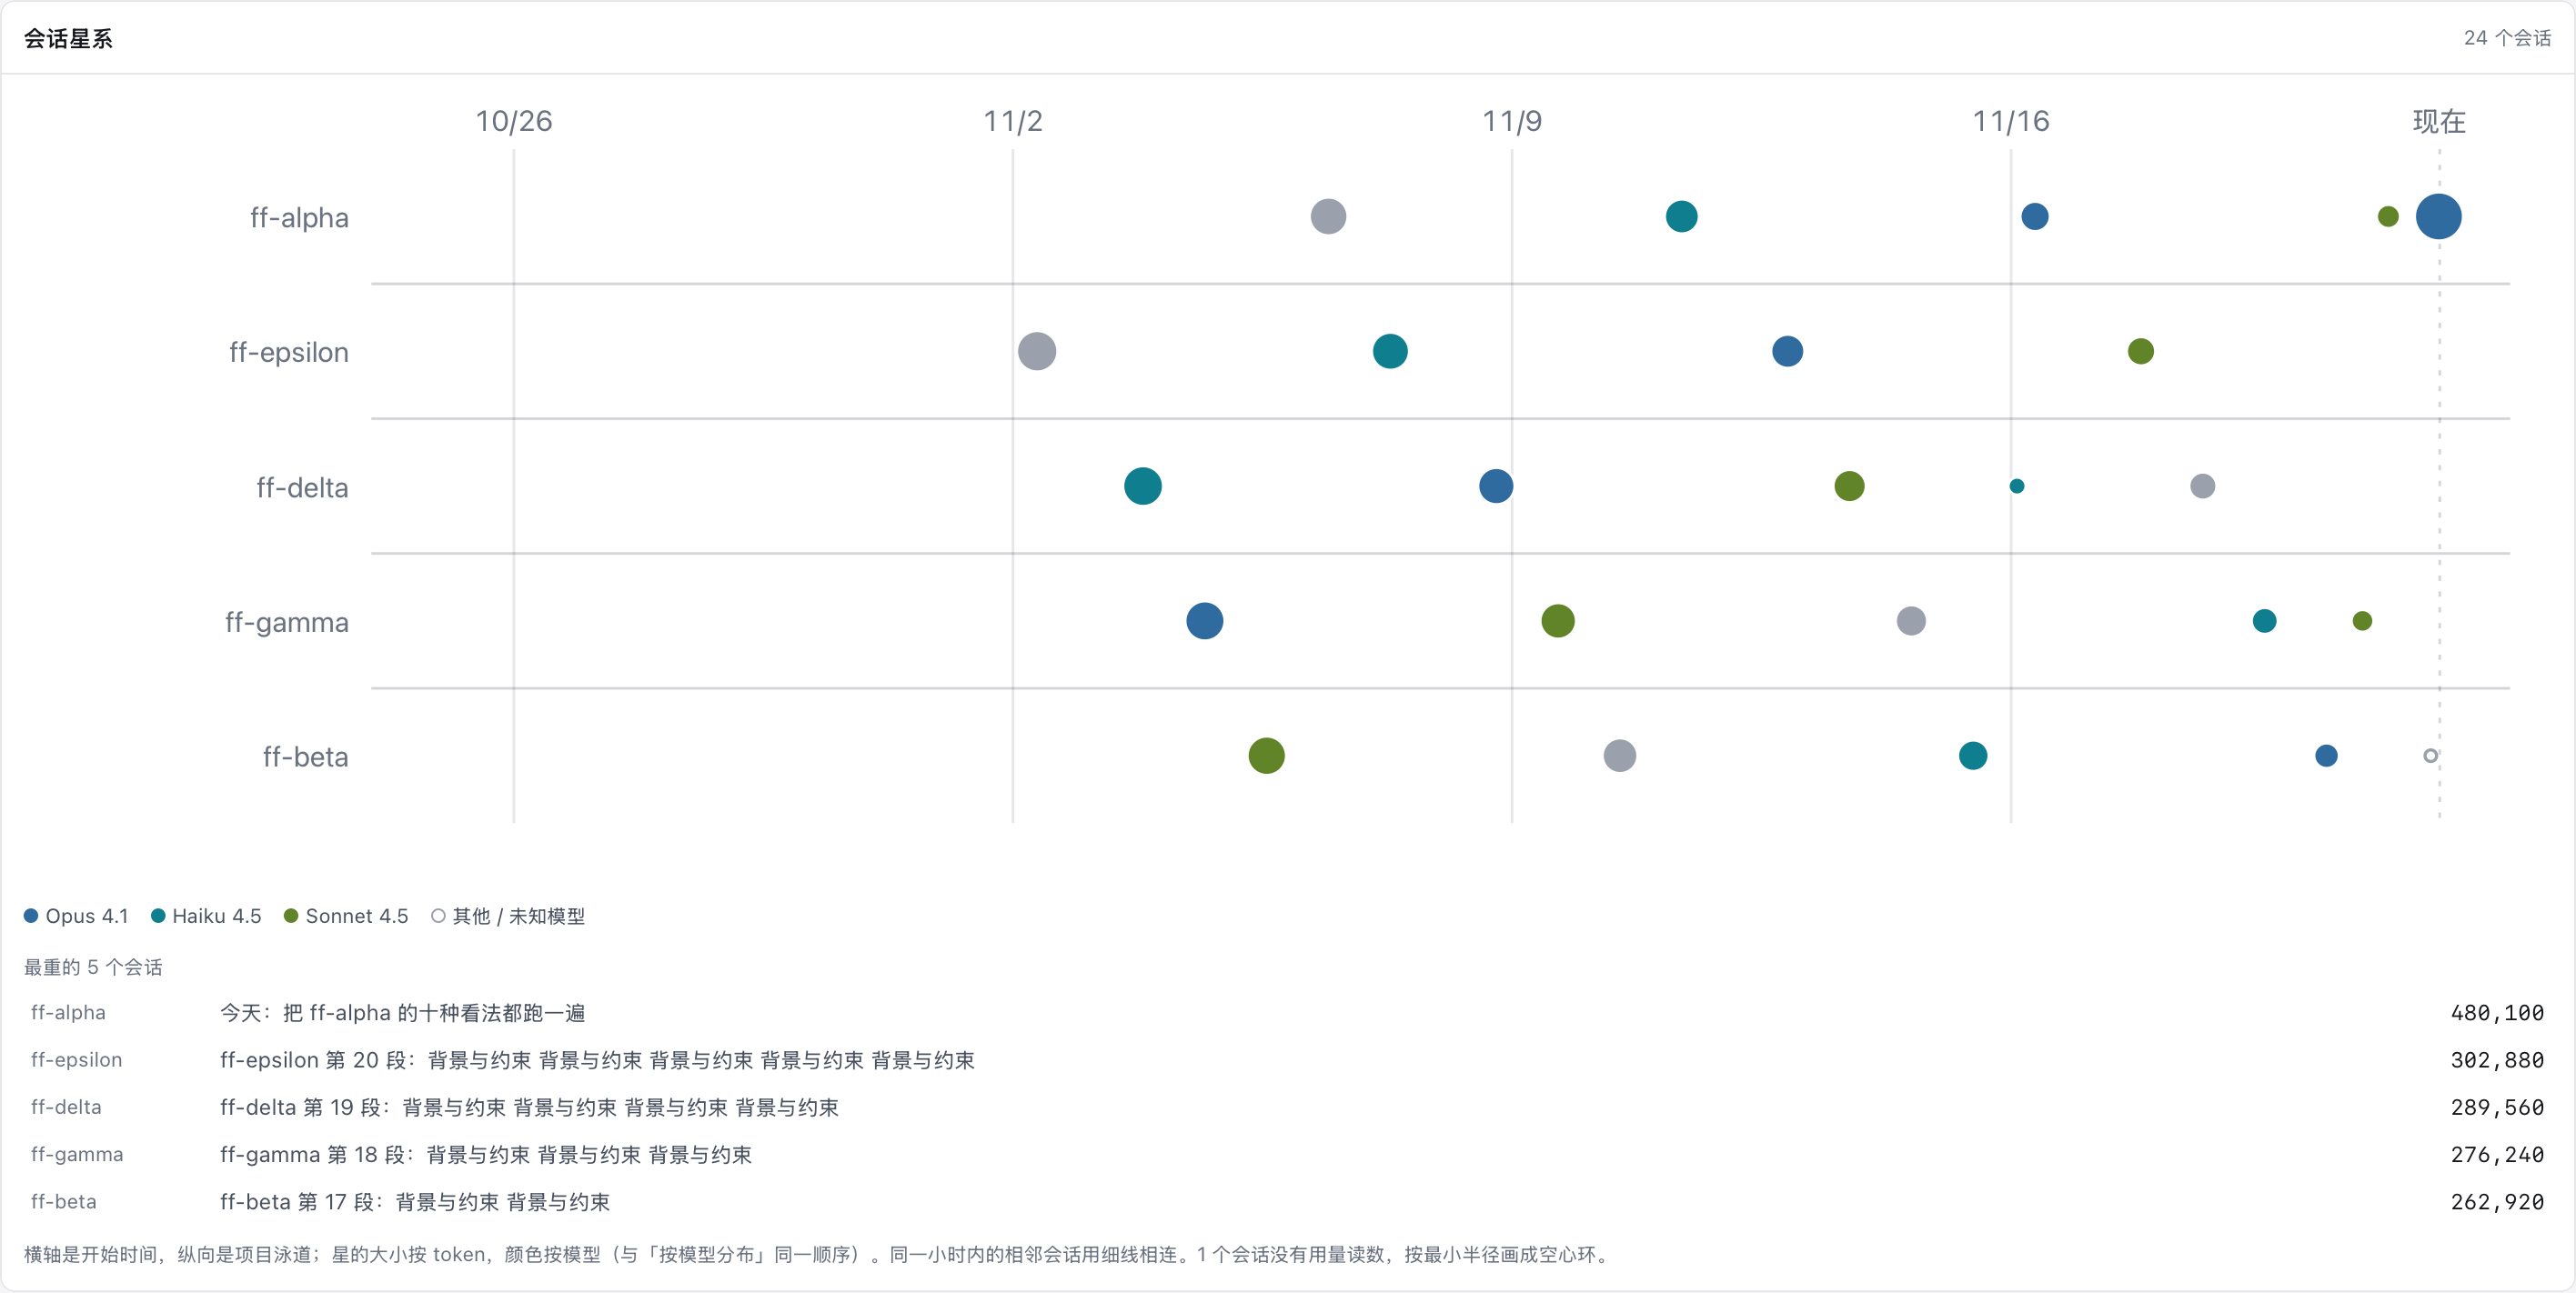 会话星系
24 个会话
10/26
11/2
11/9
11/16
现在
ff-alpha
ff-epsilon
ff-delta
ff-gamma
ff-beta
Opus 4.1
Haiku 4.5
Sonnet 4.5
其他 / 未知模型
最重的 5 个会话
ff-alpha 今天：把 ff-alpha 的十种看法都跑一遍 480,100
ff-epsilon ff-epsilon 第 20 段：背景与约束 背景与约束 背景与约束 背景与约束 背景与约束 302,880
ff-delta ff-delta 第 19 段：背景与约束 背景与约束 背景与约束 背景与约束 289,560
ff-gamma ff-gamma 第 18 段：背景与约束 背景与约束 背景与约束 276,240
ff-beta ff-beta 第 17 段：背景与约束 背景与约束 262,920
横轴是开始时间，纵向是项目泳道；星的大小按 token，颜色按模型（与「按模型分布」同一顺序）。同一小时内的相邻会话用细线相连。1 个会话没有用量读数，按最小半径画成空心环。